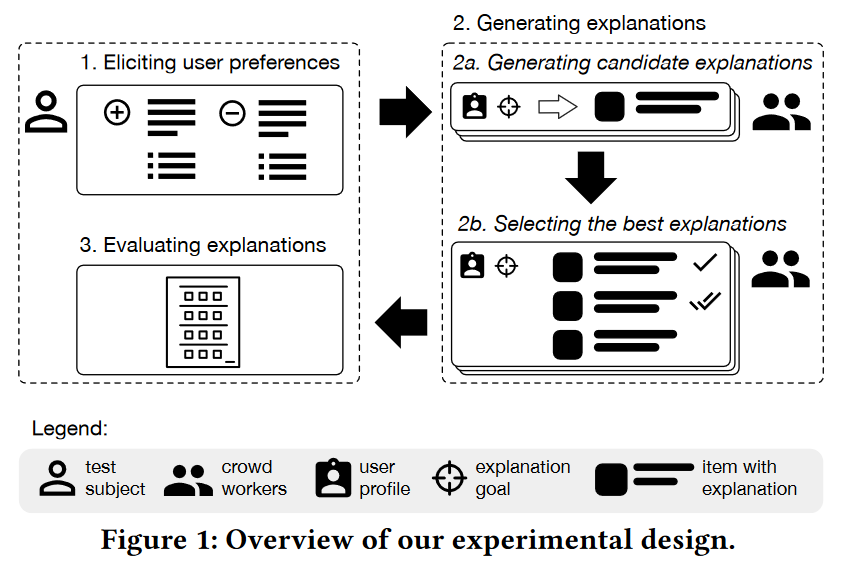 2. Generating explanations
1. Eliciting user preferences
2a. Generating candidate explanations
2b. Selecting the best explanations
3. Evaluating explanations
Legend:
test subject
crowd workers
user profile
explanation goal
item with explanation
Figure 1: Overview of our experimental design.